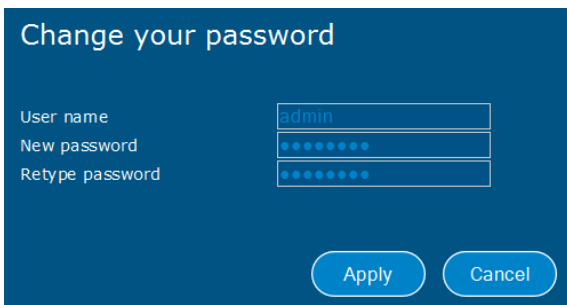 Change your password
User name admin
New password ●●●●●●●●
Retype password ●●●●●●●●
Apply Cancel